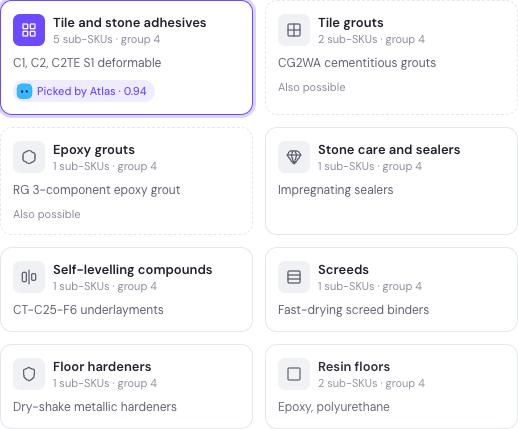 Tile and stone adhesives
5 sub-SKUs · group 4
C1, C2, C2TE S1 deformable
Picked by Atlas · 0.94
Tile grouts
2 sub-SKUs · group 4
CG2WA cementitious grouts
Also possible
Epoxy grouts
1 sub-SKUs · group 4
RG 3-component epoxy grout
Also possible
Stone care and sealers
1 sub-SKUs · group 4
Impregnating sealers
Self-levelling compounds
1 sub-SKUs · group 4
CT-C25-F6 underlayments
Screeds
1 sub-SKUs · group 4
Fast-drying screed binders
Floor hardeners
1 sub-SKUs · group 4
Dry-shake metallic hardeners
Resin floors
2 sub-SKUs · group 4
Epoxy, polyurethane